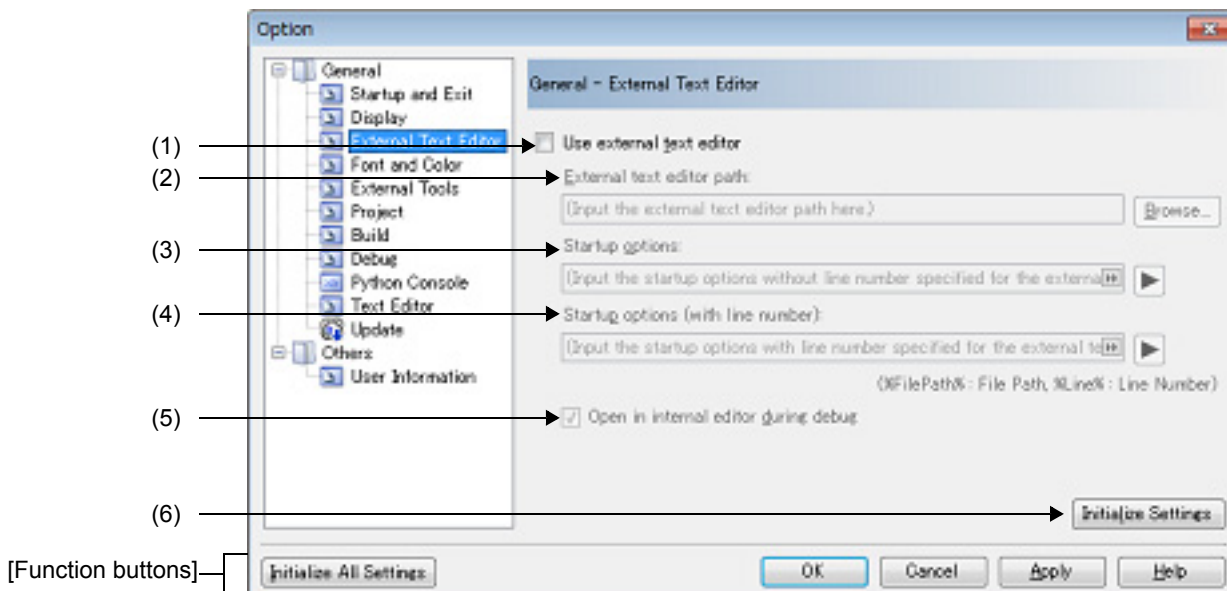 Option
General
Startup and Exit
Display
External Text Editor
Font and Color
External Tools
Project
Build
Debug
Python Console
Text Editor
Update
Others
User Information
General - External Text Editor
(1) Use external text editor
(2) External text editor path:
(Input the external text editor path here.) Browse...
(3) Startup options:
(Input the startup options without line number specified for the externa
(4) Startup options (with line number):
(Input the startup options with line number specified for the external te
(%FilePath% : File Path, %Line% : Line Number)
(5) Open in internal editor during debug
(6) Initialize Settings
[Function buttons] Initialize All Settings OK Cancel Apply Help